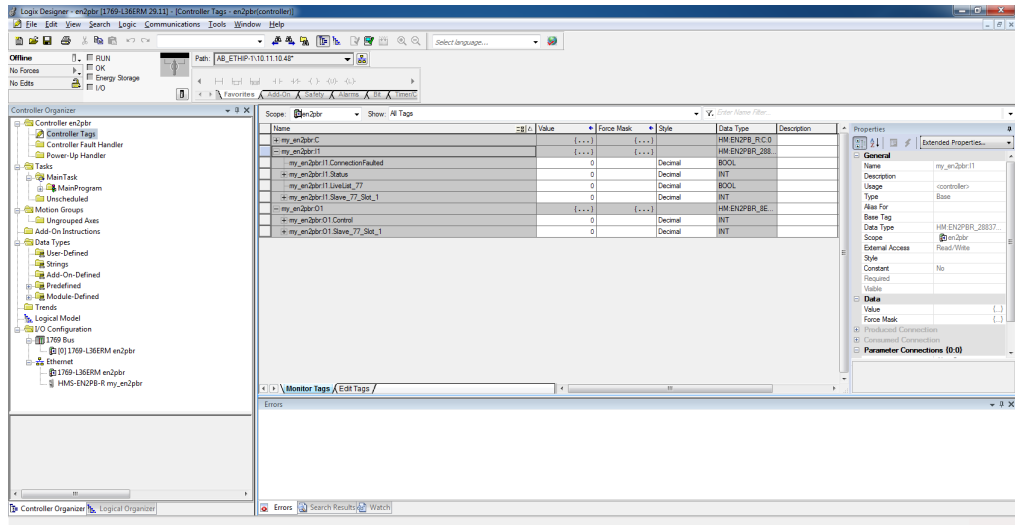 Logix Designer - en2pbr [1769-L36ERM 29.11] - [Controller Tags - en2pbr(controller)]
File Edit View Search Logic Communications Tools Window Help
Select language...
Offline RUN Path: AB_ETHIP-1\10.11.10.48*
No Forces OK
No Edits Energy Storage
I/O
Favorites Add-On Safety Alarms Bit Timer/C
Controller Organizer
Controller en2pbr
Controller Tags
Controller Fault Handler
Power-Up Handler
Tasks
MainTask
MainProgram
Unscheduled
Motion Groups
Ungrouped Axes
Add-On Instructions
Data Types
User-Defined
Strings
Add-On-Defined
Predefined
Module-Defined
Trends
Logical Model
I/O Configuration
1769 Bus
[0] 1769-L36ERM en2pbr
Ethernet
1769-L36ERM en2pbr
HMS-EN2PB-R my_en2pbr
Controller Organizer Logical Organizer
Scope: en2pbr Show: All Tags Enter Name Filter...
Name Value Force Mask Style Data Type Description
+ my_en2pbr:C {...} {...} HM:EN2PB_R:C:0
- my_en2pbr:I1 {...} {...} HM:EN2PBR_288...
my_en2pbr:I1.ConnectionFaulted 0 Decimal BOOL
+ my_en2pbr:I1.Status 0 Decimal INT
my_en2pbr:I1.LiveList_77 0 Decimal BOOL
+ my_en2pbr:I1.Slave_77_Slot_1 0 Decimal INT
- my_en2pbr:O1 {...} {...} HM:EN2PBR_8E...
+ my_en2pbr:O1.Control 0 Decimal INT
+ my_en2pbr:O1.Slave_77_Slot_1 0 Decimal INT
Monitor Tags Edit Tags
Properties
Extended Properties...
General
Name my_en2pbr:I1
Description
Usage <controller>
Type Base
Alias For
Base Tag
Data Type HM:EN2PBR_28837...
Scope en2pbr
External Access Read/Write
Style
Constant No
Required
Visible
Data
Value {...}
Force Mask {...}
Produced Connection
Consumed Connection
Parameter Connections {0:0}
Errors
Errors Search Results Watch